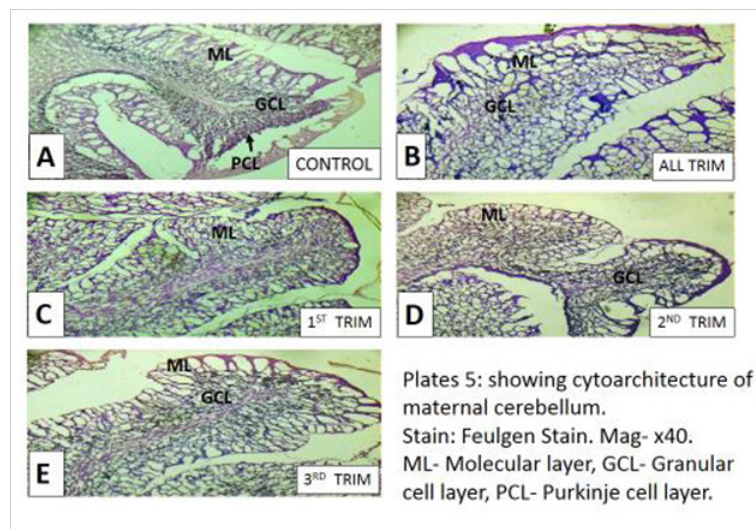 ML
GCL
A
PCL
CONTROL
ML
GCL
B
ALL TRIM
ML
C
1ST TRIM
ML
GCL
D
2ND TRIM
ML
GCL
E
3RD TRIM
Plates 5: showing cytoarchitecture of
maternal cerebellum.
Stain: Feulgen Stain. Mag- x40.
ML- Molecular layer, GCL- Granular
cell layer, PCL- Purkinje cell layer.